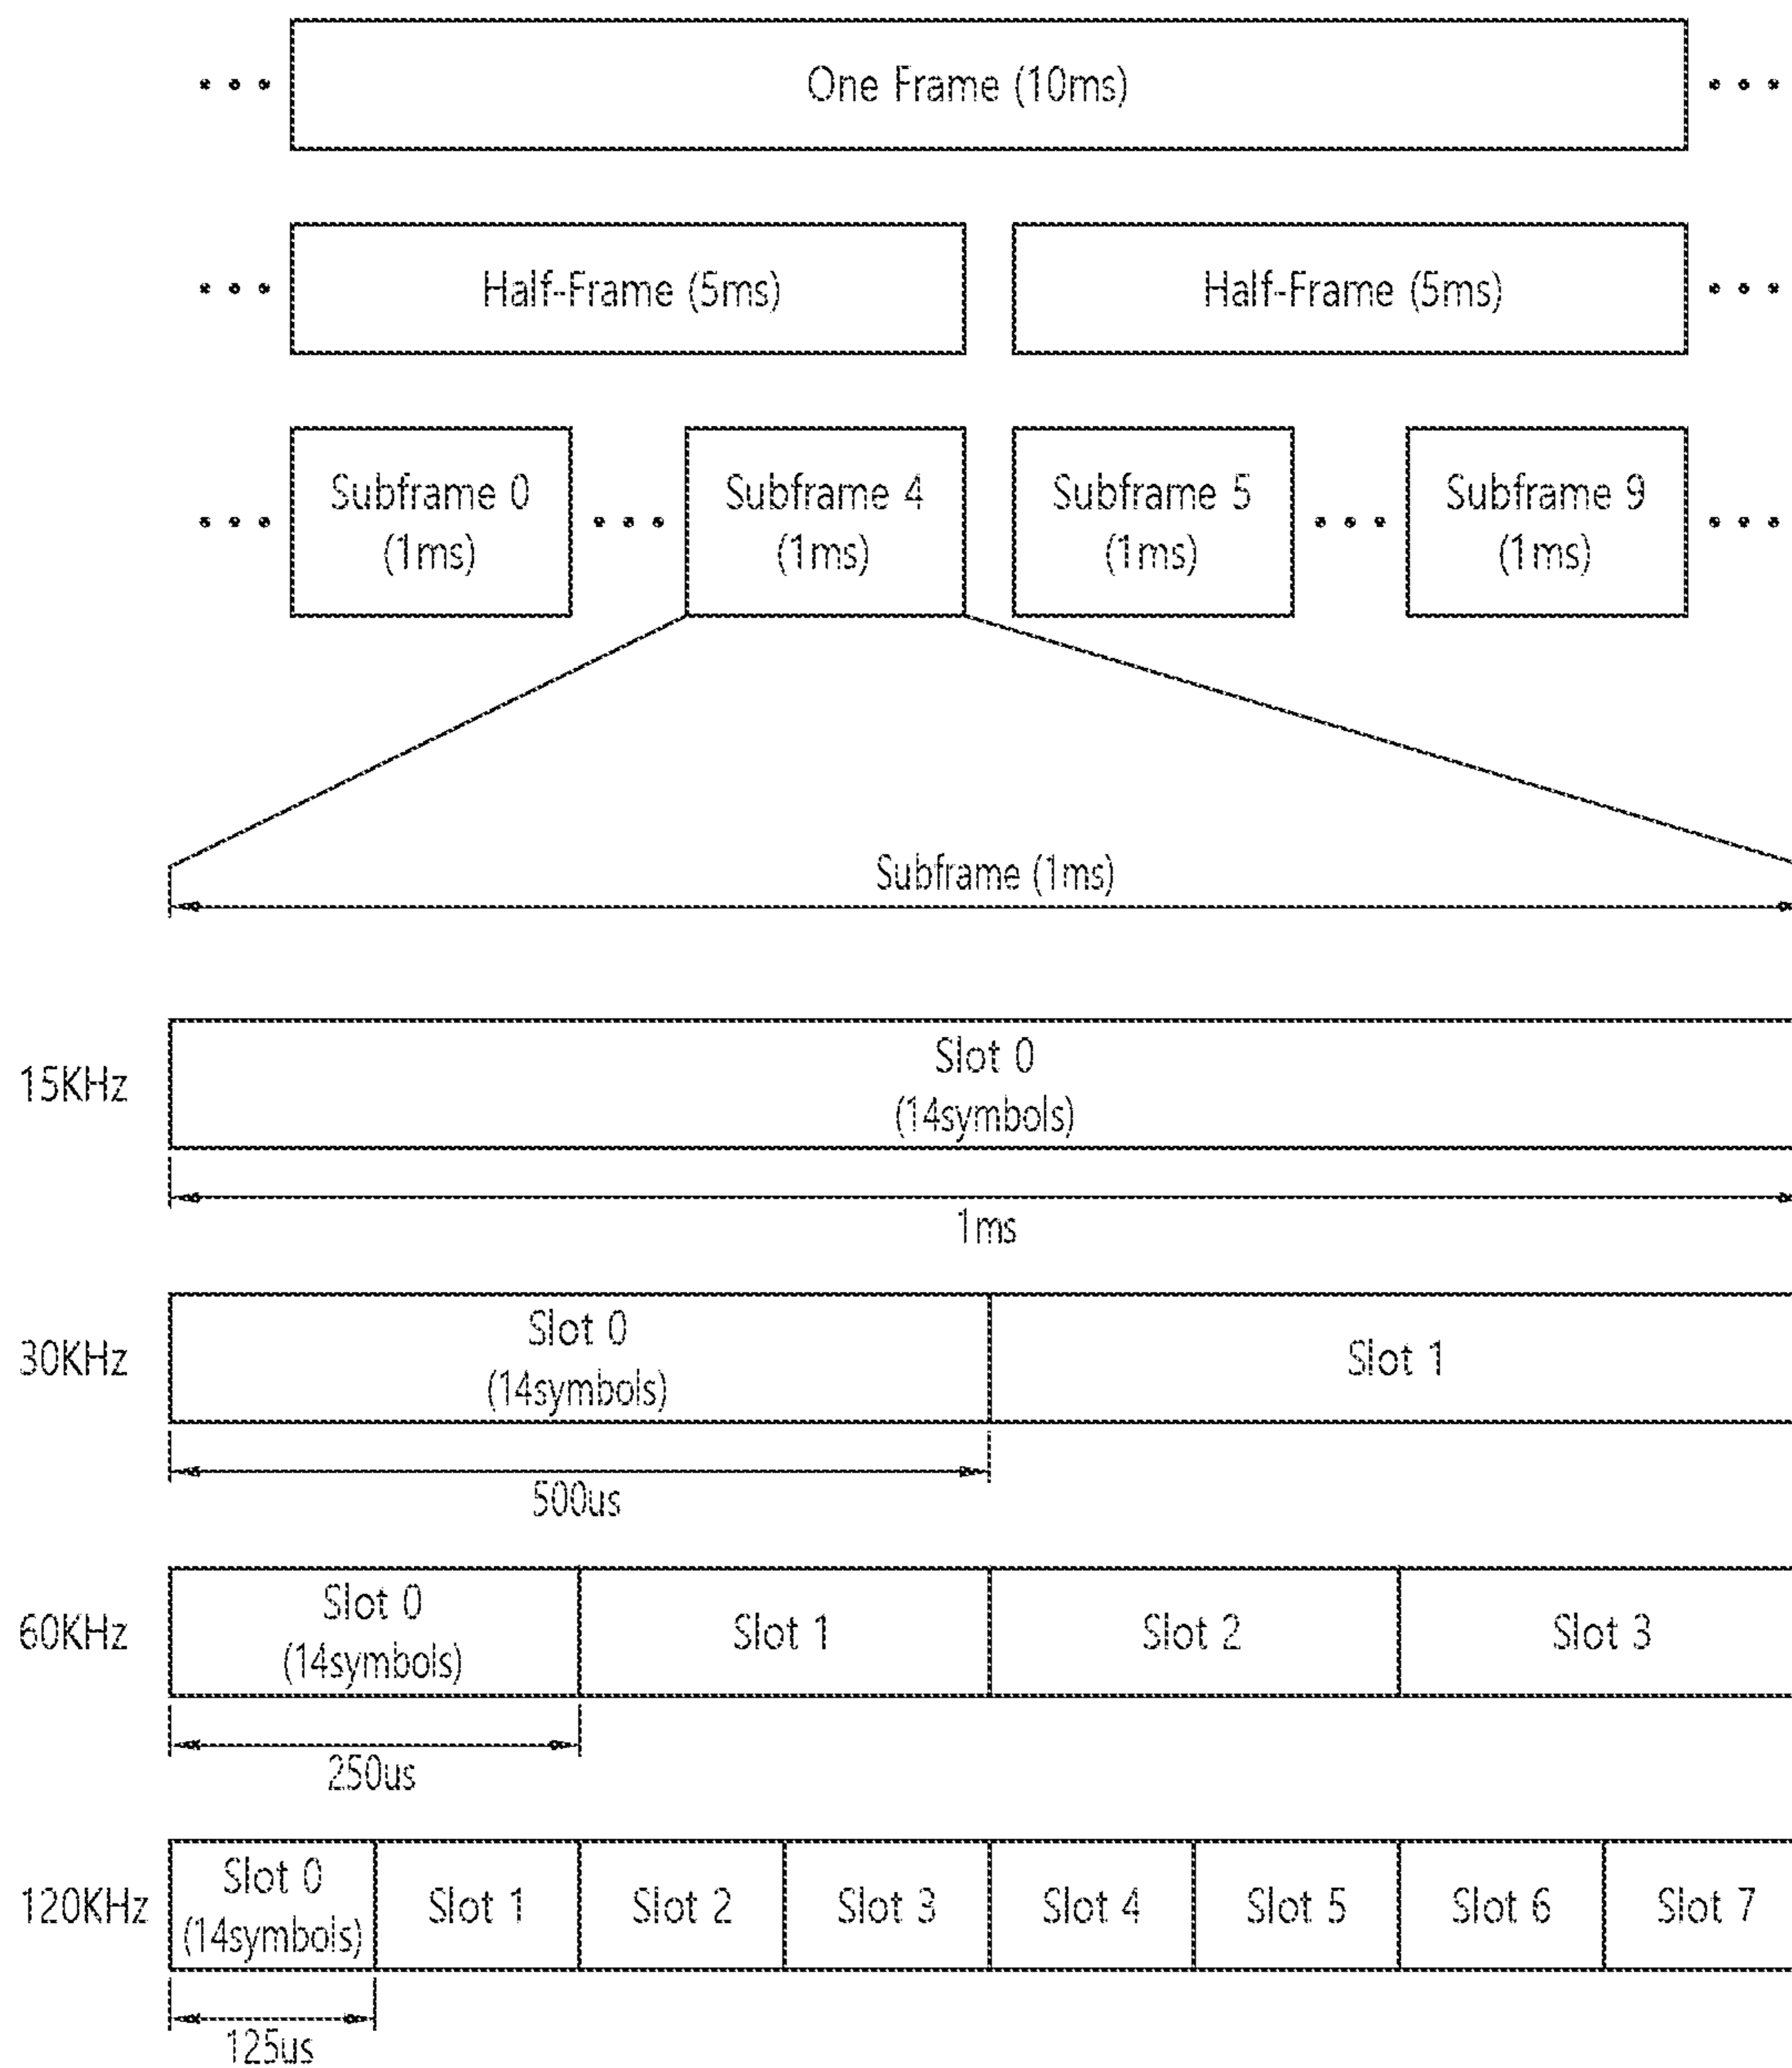 One Frame (10ms)
Half-Frame (5ms)
Half-Frame (5ms)
Subframe 0
(1ms)
Subframe 4
(1ms)
Subframe 5
(1ms)
Subframe 9
(1ms)
Subframe (1ms)
15KHz
Slot 0
(14symbols)
1ms
30KHz
Slot 0
(14symbols)
Slot 1
500us
60KHz
Slot 0
(14symbols)
Slot 1
Slot 2
Slot 3
250us
120KHz
Slot 0
(14symbols)
Slot 1
Slot 2
Slot 3
Slot 4
Slot 5
Slot 6
Slot 7
125us